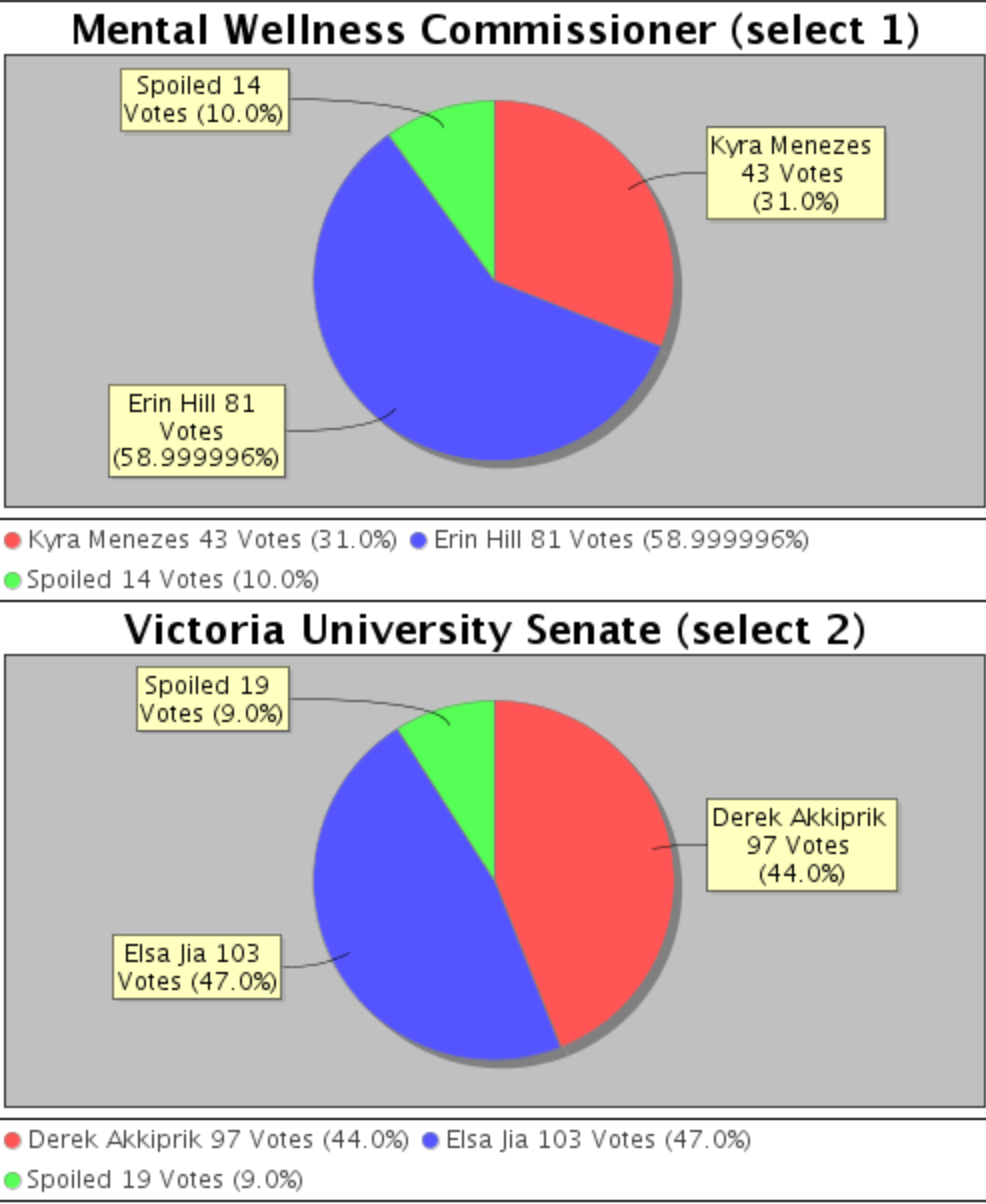 Mental Wellness Commissioner (select 1)
Spoiled 14
Votes (10.0%)
Kyra Menezes
43 Votes
(31.0%)
Erin Hill 81
Votes
(58.999996%)
Kyra Menezes 43 Votes (31.0%) Erin Hill 81 Votes (58.999996%)
Spoiled 14 Votes (10.0%)
Victoria University Senate (select 2)
Spoiled 19
Votes (9.0%)
Derek Akkiprik
97 Votes
(44.0%)
Elsa Jia 103
Votes (47.0%)
Derek Akkiprik 97 Votes (44.0%) Elsa Jia 103 Votes (47.0%)
Spoiled 19 Votes (9.0%)